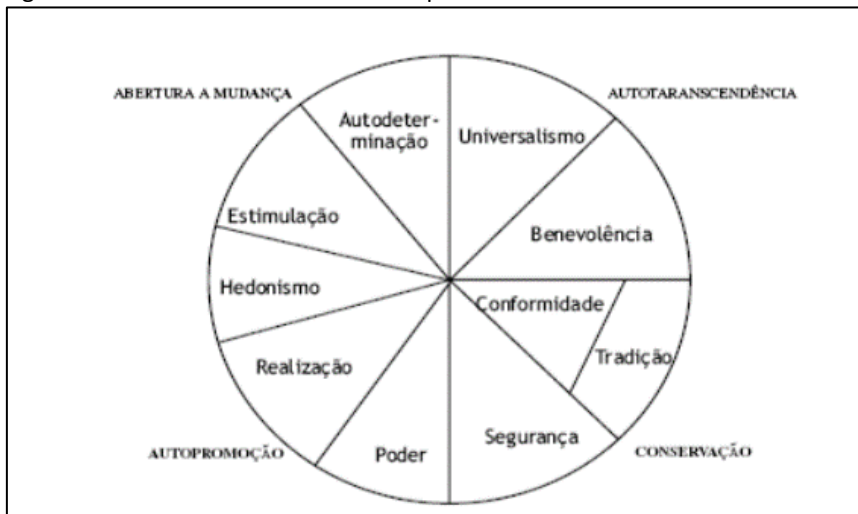 ABERTURA A MUDANÇA
AUTOTARANSCENDÊNCIA
Autodeter-
minação
Universalismo
Estimulação
Benevolência
Hedonismo
Conformidade
Realização
Tradição
Poder
Segurança
AUTOPROMOÇÃO
CONSERVAÇÃO